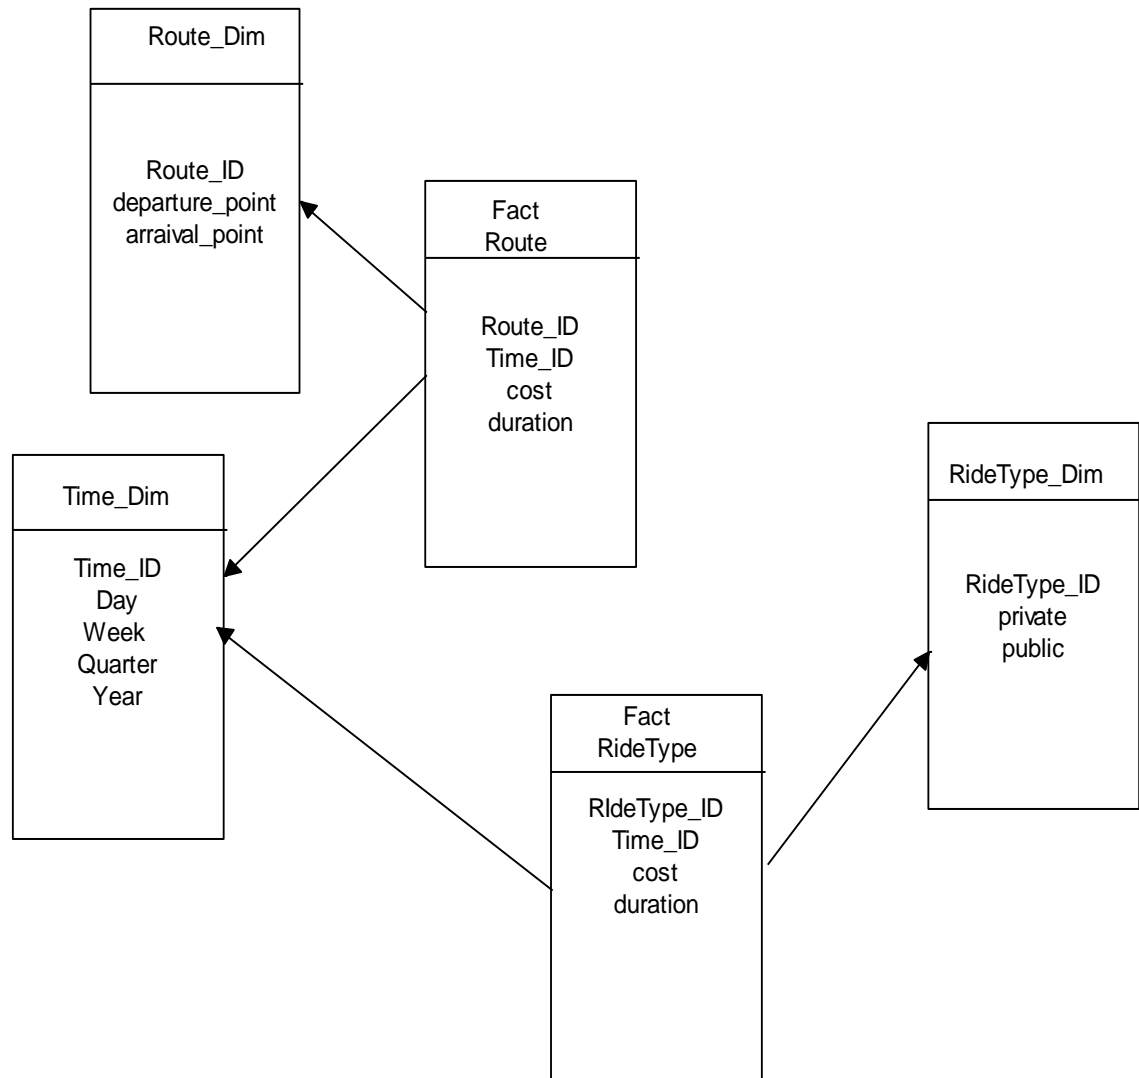 Route_Dim
Route_ID
departure_point
arraival_point
Fact
Route
Route_ID
Time_ID
cost
duration
Time_Dim
Time_ID
Day
Week
Quarter
Year
RideType_Dim
RideType_ID
private
public
Fact
RideType
RIdeType_ID
Time_ID
cost
duration